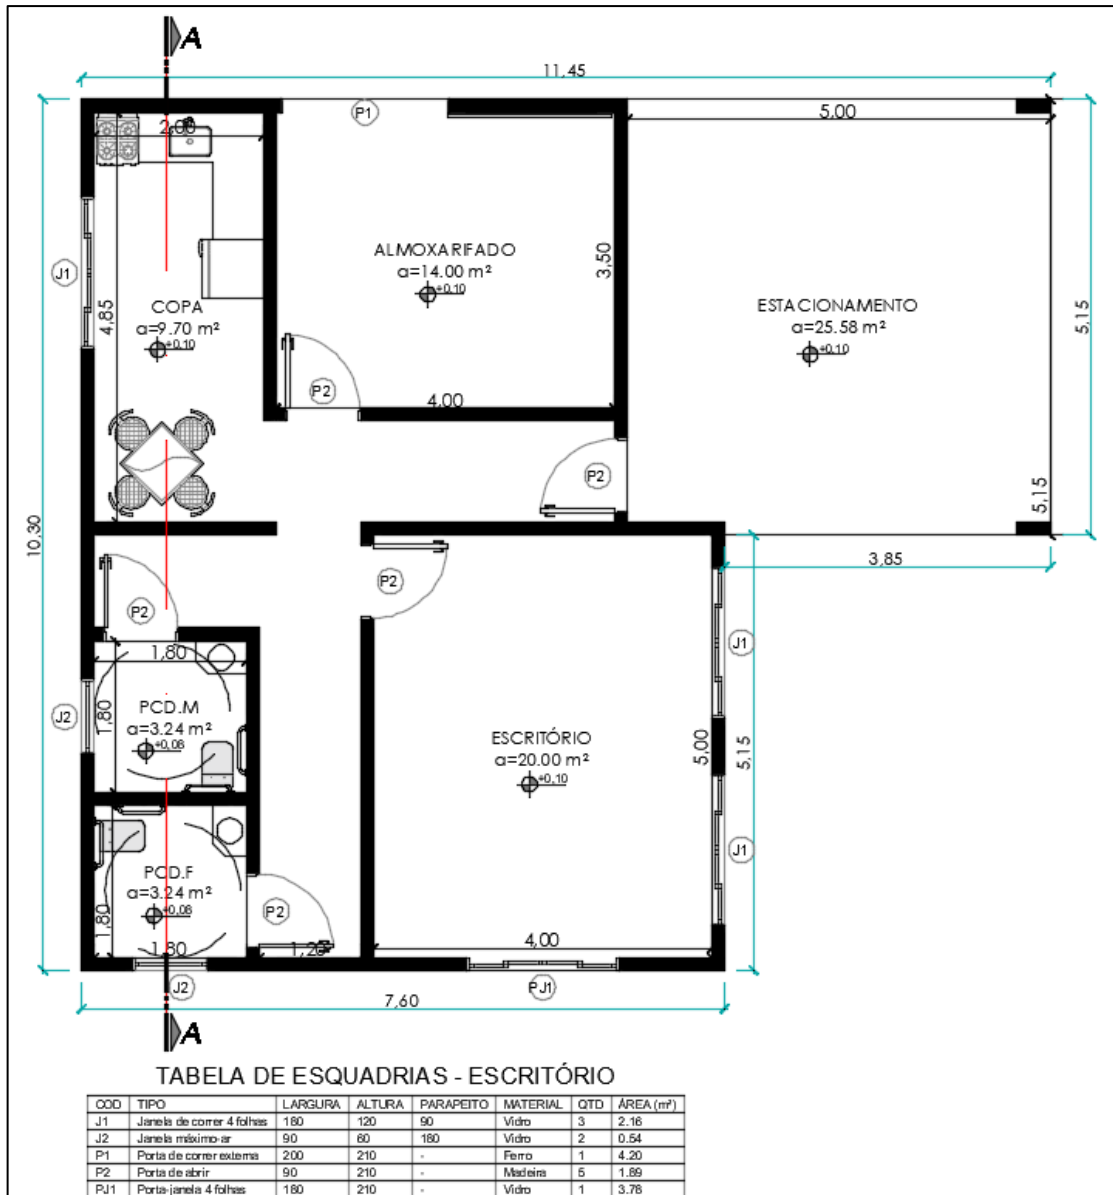 A
11,45
P1
5,00
2,00
ALMOXARIFADO
a=14.00 m²
+0,10
3,50
J1
COPA
a=9.70 m²
+0,10
4,85
ESTACIONAMENTO
a=25.58 m²
+0,10
5,15
P2
4,00
P2
5,15
10,30
P2
3,85
P2
1,80
J1
PCD.M
a=3.24 m²
+0,08
1,80
J2
ESCRITÓRIO
a=20.00 m²
+0,10
5,00
5,15
J1
PCD.F
a=3.24 m²
+0,08
1,80
P2
1,80
1,20
4,00
J2
PJ1
7,60
A
TABELA DE ESQUADRIAS - ESCRITÓRIO
COD TIPO LARGURA ALTURA PARAPEITO MATERIAL QTD ÁREA (m²)
J1 Janela de correr 4 folhas 180 120 90 Vidro 3 2.16
J2 Janela máximo-ar 90 60 180 Vidro 2 0.54
P1 Porta de correr externa 200 210 - Ferro 1 4.20
P2 Porta de abrir 90 210 - Madeira 5 1.89
PJ1 Porta-janela 4 folhas 180 210 - Vidro 1 3.78